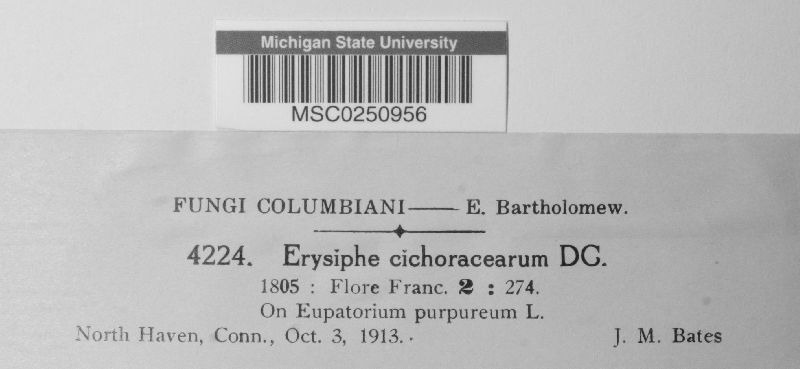 Michigan State University
MSC0250956
FUNGI COLUMBIANI—— E. Bartholomew.
4224. Erysiphe cichoracearum DC.
1805 : Flore Franc. 2 : 274.
On Eupatorium purpureum L.
North Haven, Conn., Oct. 3, 1913. J. M. Bates